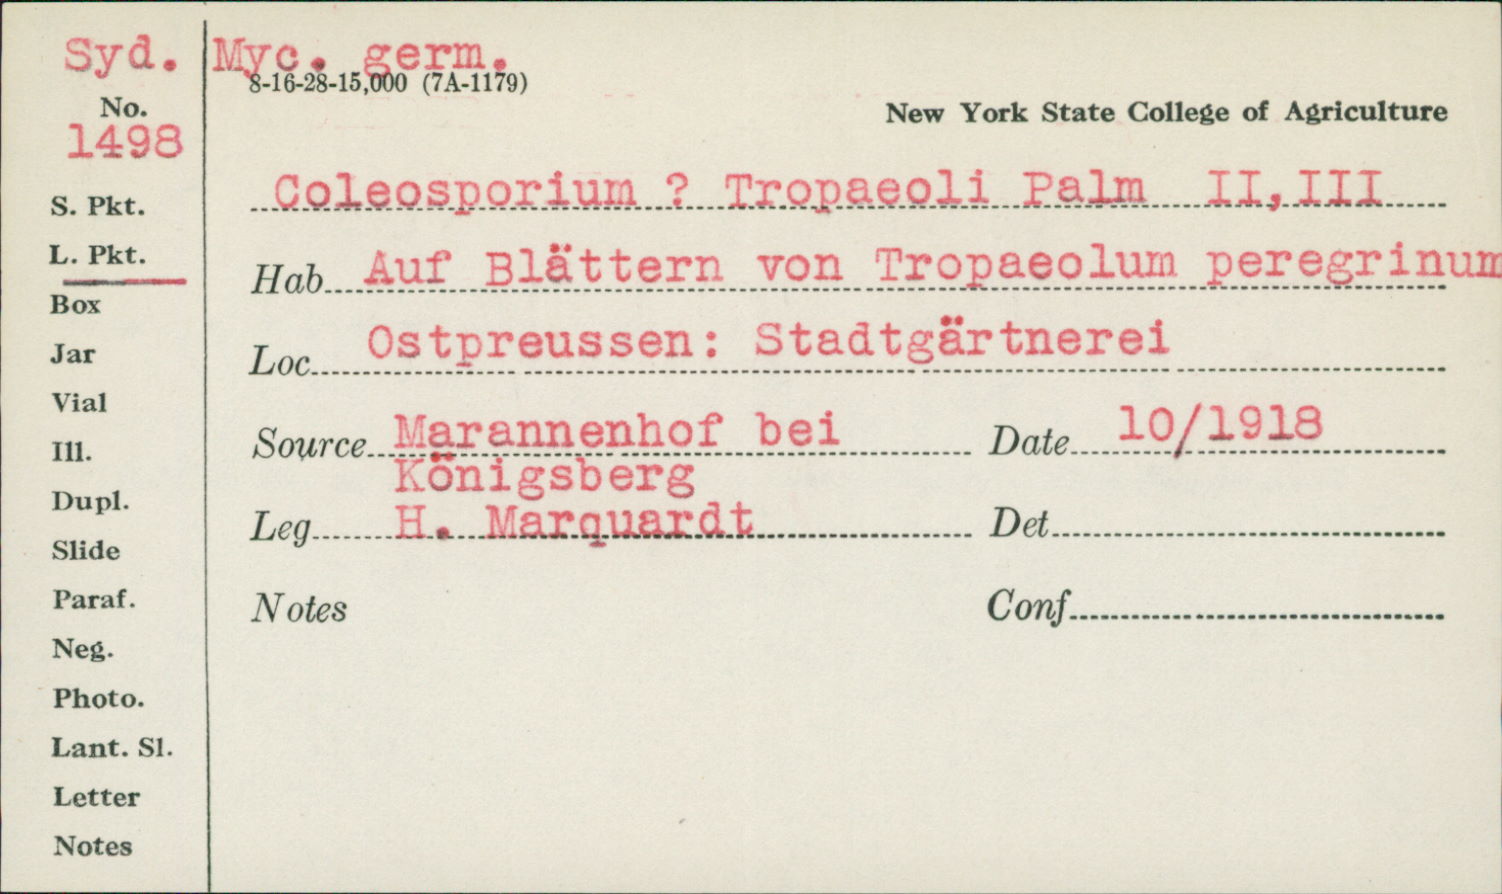 Syd. Myc. germ.
8-16-28-15,000 (7A-1179)
No.
New York State College of Agriculture
1498
Coleosporium ? Tropaeoli Palm II,III
S. Pkt.
L. Pkt.
Hab Auf Blättern von Tropaeolum peregrinum
Box
Loc Ostpreussen: Stadtgärtnerei
Jar
Vial
Source Marannenhof bei Date 10/1918
Ill.
Königsberg
Dupl.
Leg H. Marquardt Det
Slide
Paraf.
Notes Conf
Neg.
Photo.
Lant. Sl.
Letter
Notes